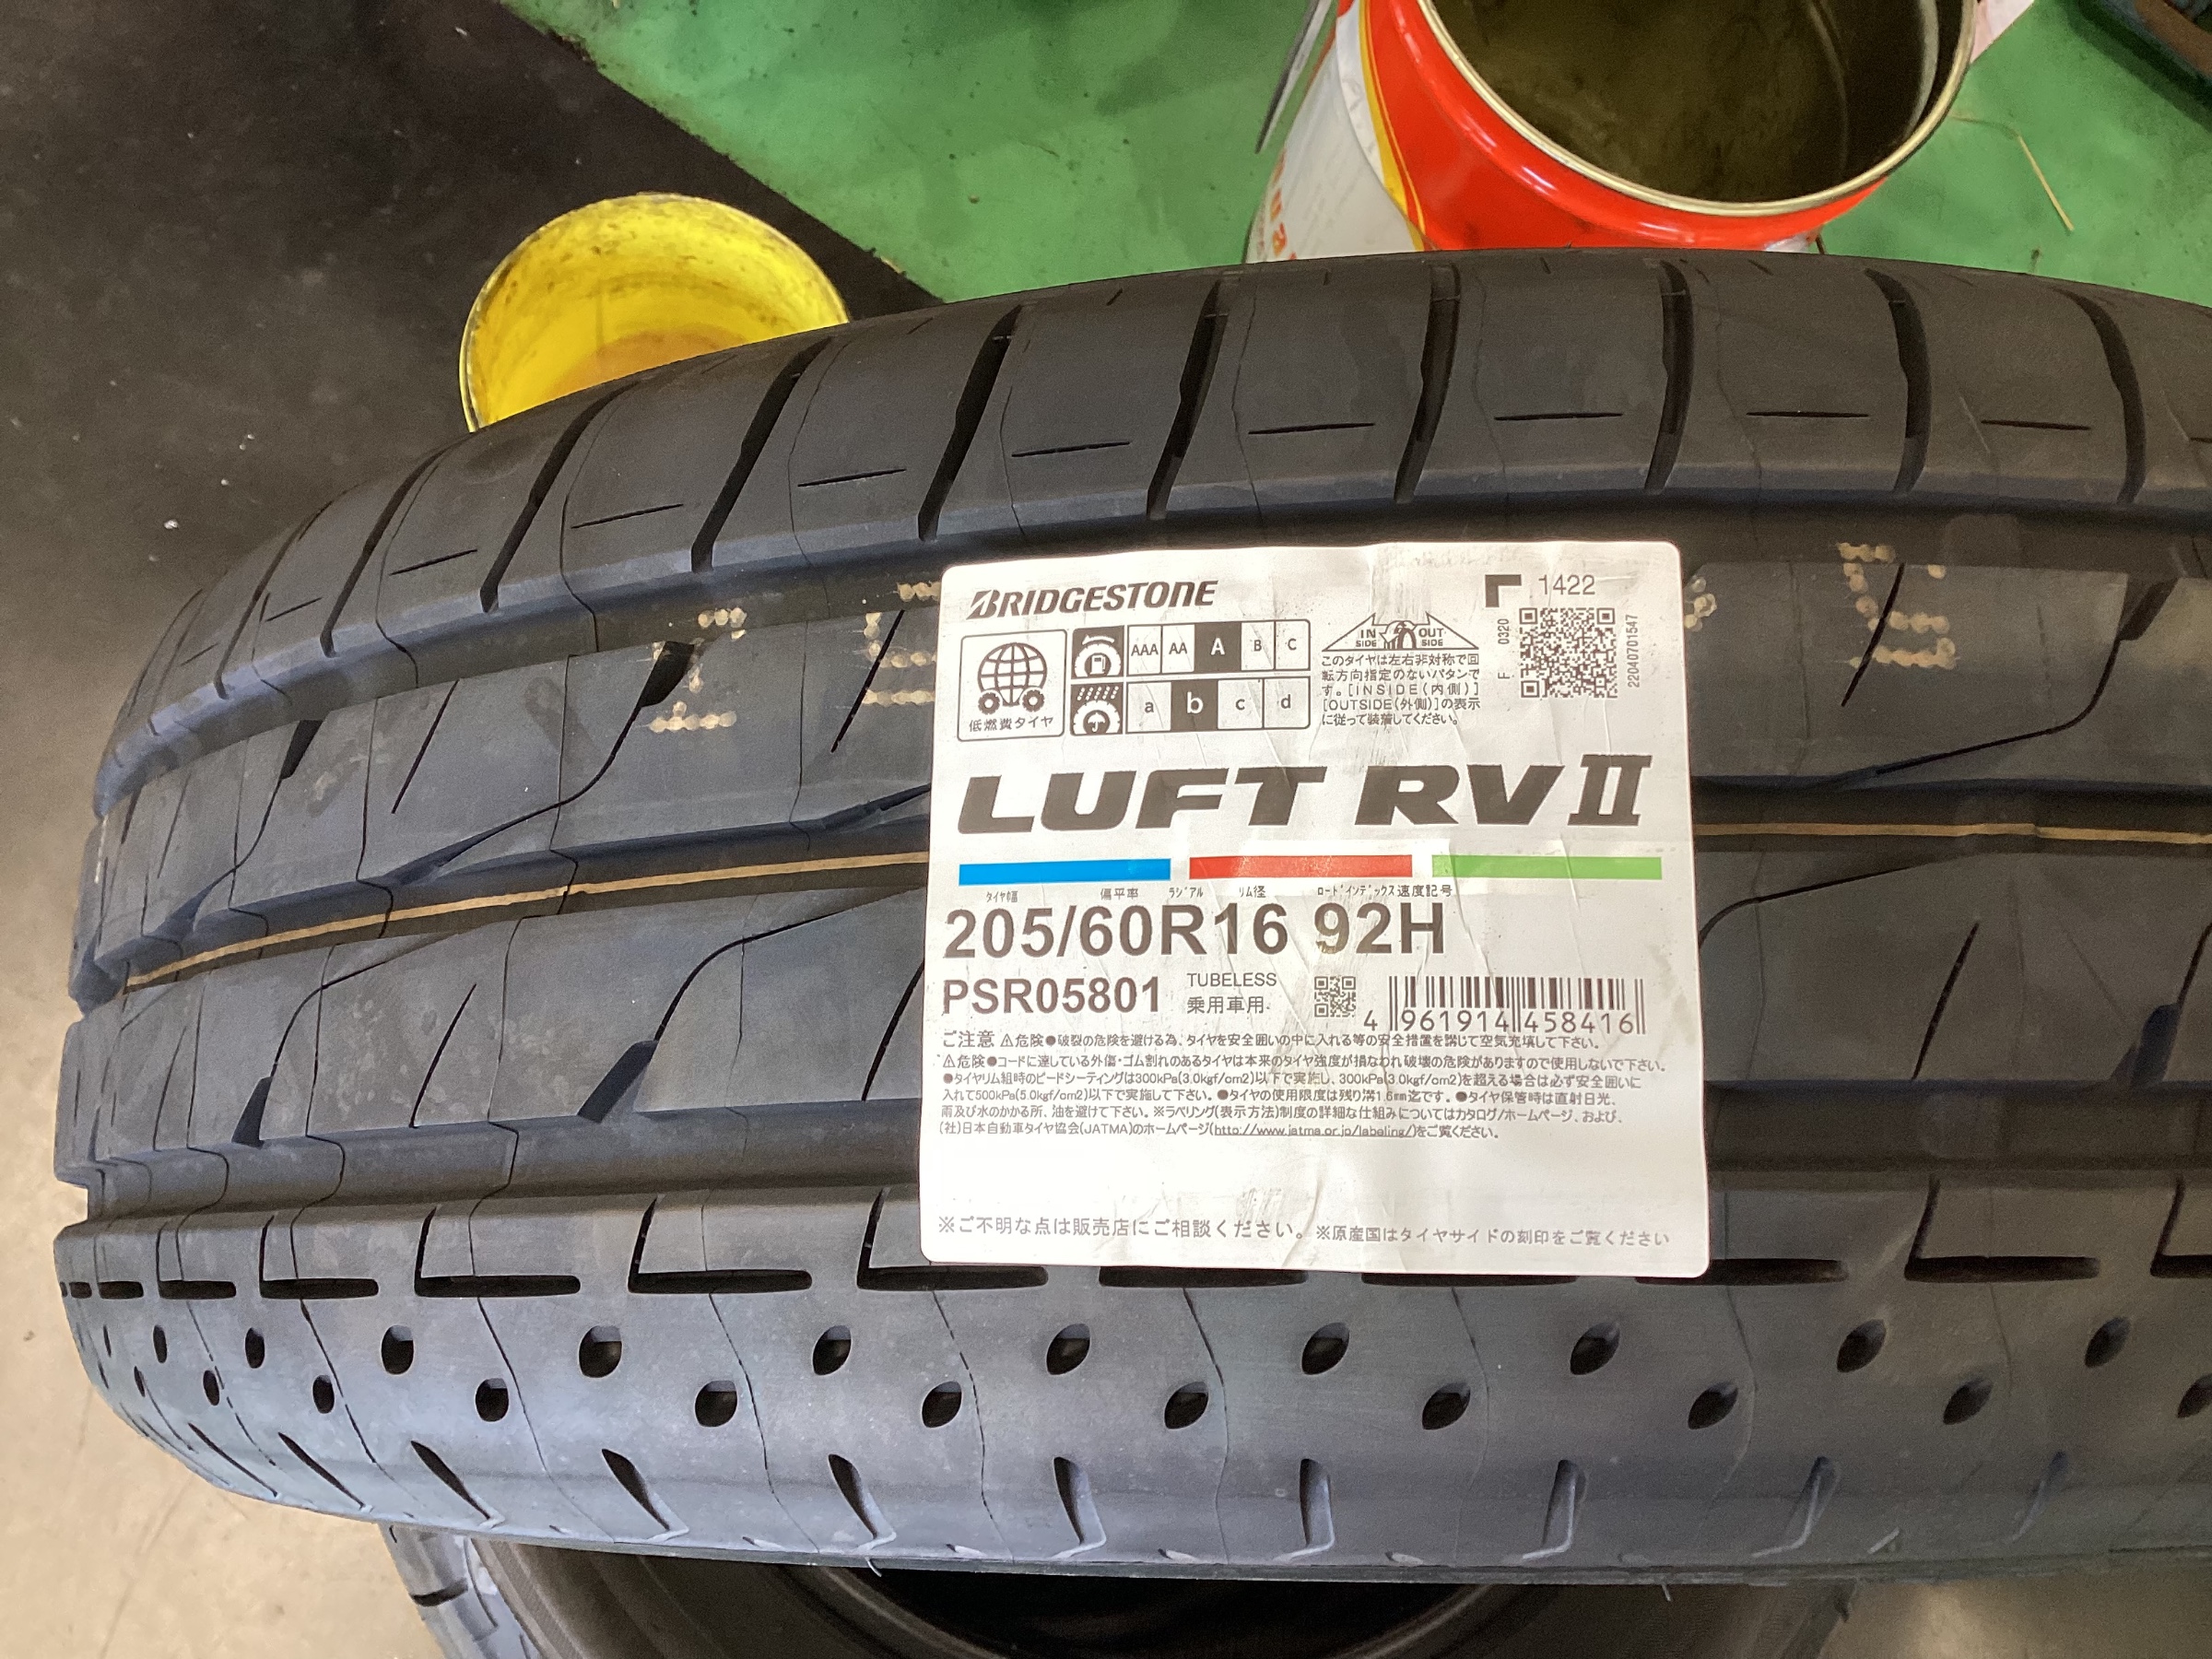 BRIDGESTONE
1422
低燃費タイヤ
AAA AA A B C
a b c d
IN SIDE OUT SIDE
このタイヤは左右非対称で回
転方向指定のないパタンで
す。[INSIDE(内側)]
[OUTSIDE(外側)]の表示
に従って装着してください。
F 0320
22040701547
LUFT RVⅡ
タイヤ幅 偏平率 ラジアル リム径 ロードインデックス 速度記号
205/60R16 92H
PSR05801 TUBELESS
乗用車用
4 961914 458416
ご注意 ⚠危険●破裂の危険を避ける為、タイヤを安全囲いの中に入れる等の安全措置を講じて空気充填して下さい。
⚠危険●コードに達している外傷・ゴム割れのあるタイヤは本来のタイヤ強度が損なわれ破壊の危険がありますので使用しないで下さい。
●タイヤリム組時のビードシーティングは300kPa(3.0kgf/cm2)以下で実施し、300kPa(3.0kgf/cm2)を超える場合は必ず安全囲いに
入れて500kPa(5.0kgf/cm2)以下で実施して下さい。●タイヤの使用限度は残り溝1.6mm迄です。●タイヤ保管時は直射日光、
雨及び水のかかる所、油を避けて下さい。※ラベリング(表示方法)制度の詳細な仕組みについてはカタログ/ホームページ、および、
(社)日本自動車タイヤ協会(JATMA)のホームページ(http://www.jatma.or.jp/labeling/)をご覧ください。
※ご不明な点は販売店にご相談ください。※原産国はタイヤサイドの刻印をご覧ください